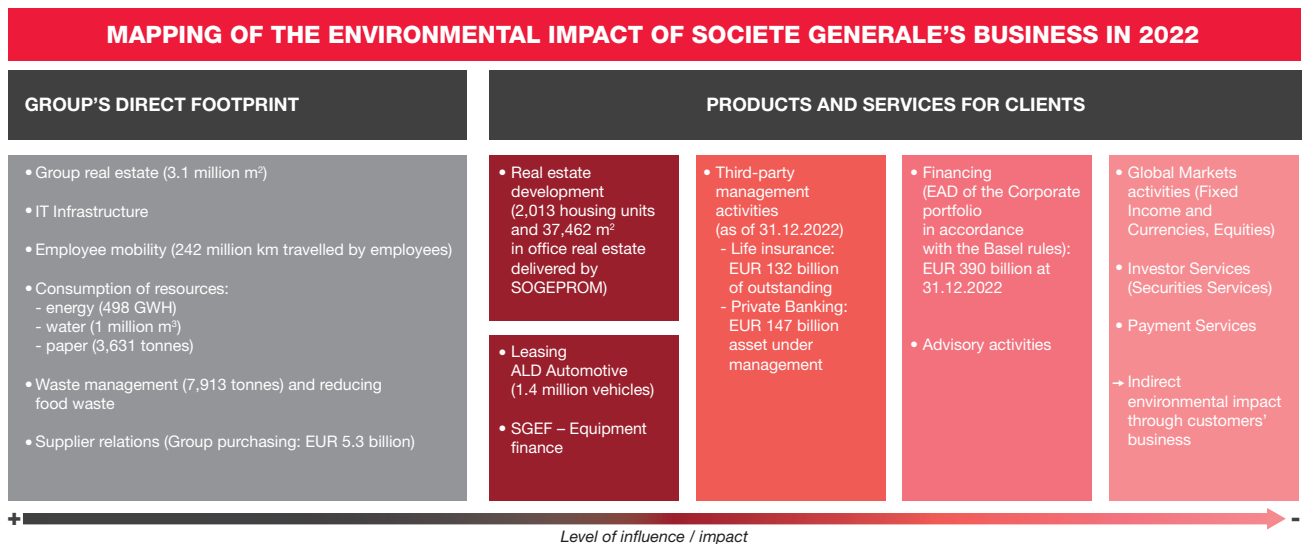 MAPPING OF THE ENVIRONMENTAL IMPACT OF SOCIETE GENERALE'S BUSINESS IN 2022
GROUP'S DIRECT FOOTPRINT
• Group real estate (3.1 million m²)
• IT Infrastructure
• Employee mobility (242 million km travelled by employees)
• Consumption of resources:
- energy (498 GWH)
- water (1 million m³)
- paper (3,631 tonnes)
• Waste management (7,913 tonnes) and reducing
food waste
• Supplier relations (Group purchasing: EUR 5.3 billion)
PRODUCTS AND SERVICES FOR CLIENTS
• Real estate
development
(2,013 housing units
and 37,462 m²
in office real estate
delivered by
SOGEPROM)
• Leasing
ALD Automotive
(1.4 million vehicles)
• SGEF – Equipment
finance
• Third-party
management
activities
(as of 31.12.2022)
- Life insurance:
EUR 132 billion
of outstanding
- Private Banking:
EUR 147 billion
asset under
management
• Financing
(EAD of the Corporate
portfolio
in accordance
with the Basel rules):
EUR 390 billion at
31.12.2022
• Advisory activities
• Global Markets
activities (Fixed
Income and
Currencies, Equities)
• Investor Services
(Securities Services)
• Payment Services
→ Indirect
environmental impact
through customers'
business
+ -
Level of influence / impact